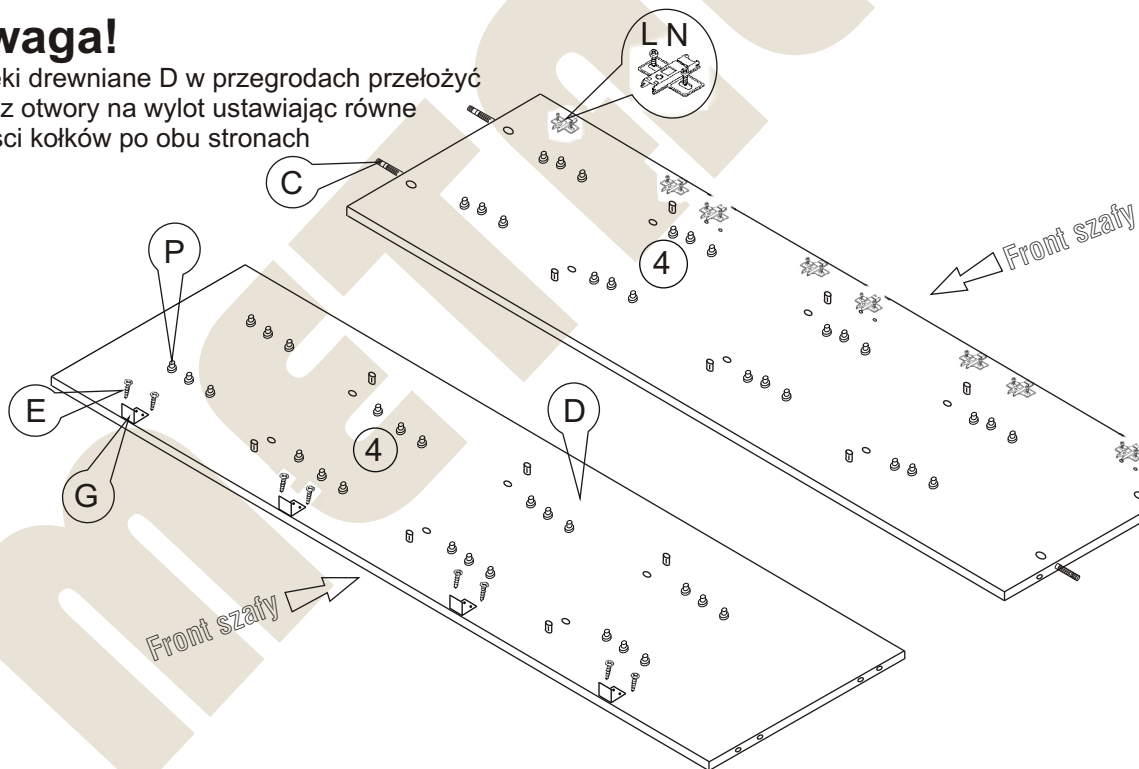 waga!
ki drewniane D w przegrodach przełożyć
z otwory na wylot ustawiając równe
ści kołków po obu stronach
L N
C
P
4
Front szafy
E
D
4
G
Front szafy